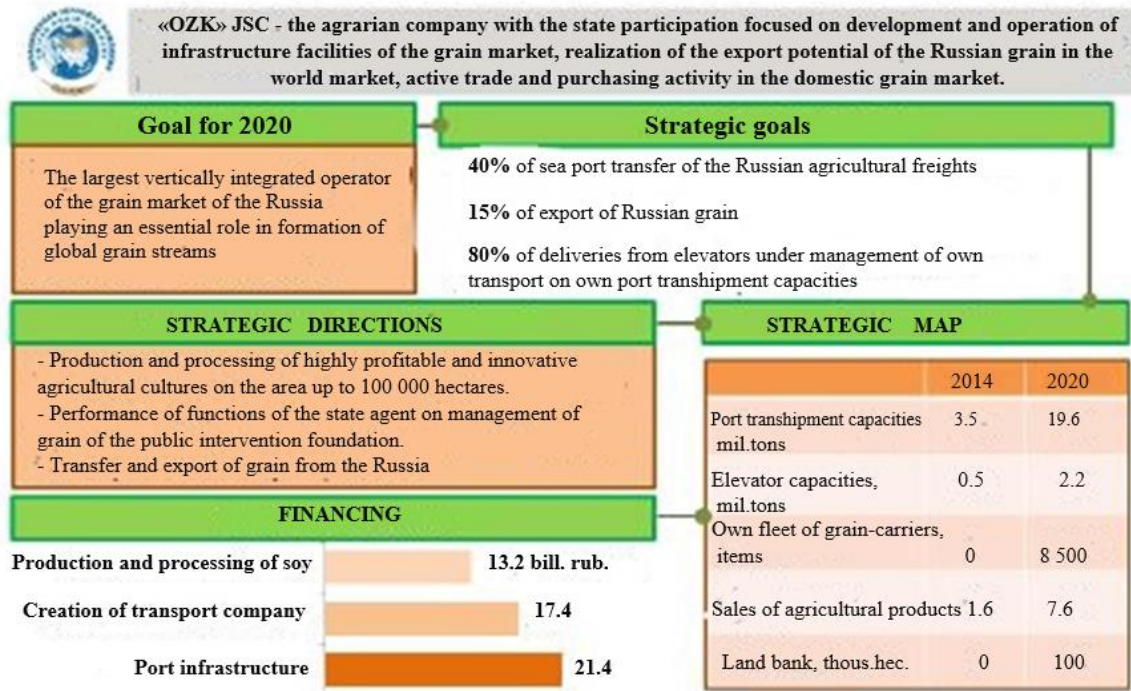 «OZK» JSC - the agrarian company with the state participation focused on development and operation of
infrastructure facilities of the grain market, realization of the export potential of the Russian grain in the
world market, active trade and purchasing activity in the domestic grain market.
Goal for 2020
The largest vertically integrated operator
of the grain market of the Russia
playing an essential role in formation of
global grain streams
Strategic goals
40% of sea port transfer of the Russian agricultural freights
15% of export of Russian grain
80% of deliveries from elevators under management of own
transport on own port transhipment capacities
STRATEGIC DIRECTIONS
- Production and processing of highly profitable and innovative
agricultural cultures on the area up to 100 000 hectares.
- Performance of functions of the state agent on management of
grain of the public intervention foundation.
- Transfer and export of grain from the Russia
FINANCING
Production and processing of soy 13.2 bill. rub.
Creation of transport company 17.4
Port infrastructure 21.4
STRATEGIC MAP
2014 2020
Port transhipment capacities 3.5 19.6
mil.tons
Elevator capacities, 0.5 2.2
mil.tons
Own fleet of grain-carriers,
items 0 8 500
Sales of agricultural products 1.6 7.6
Land bank, thous.hec. 0 100